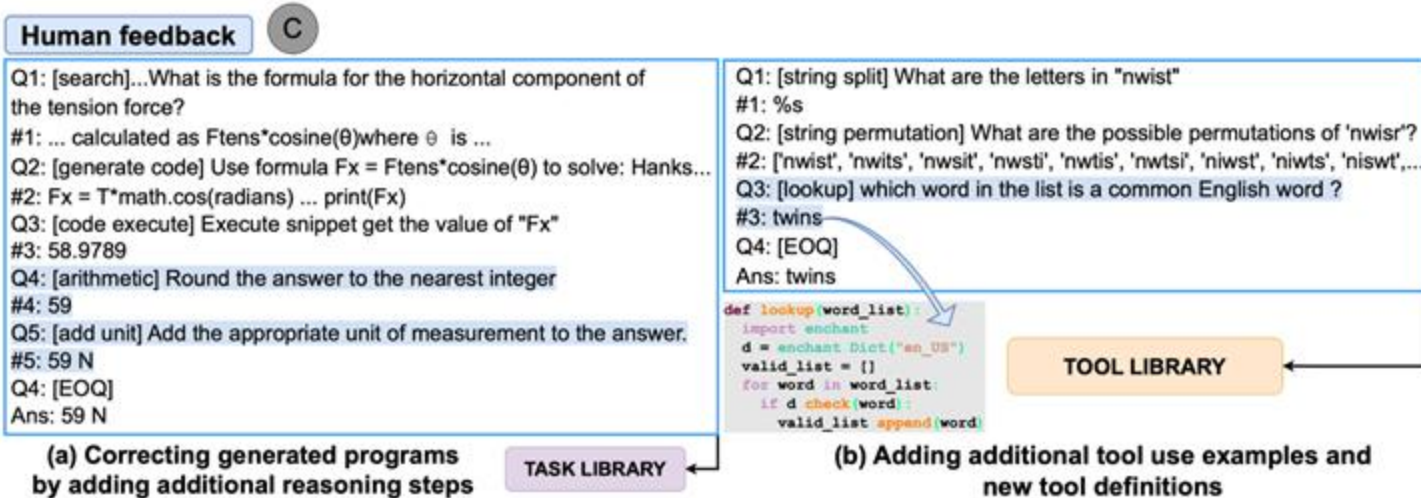 Human feedback
C
Q1: [search]...What is the formula for the horizontal component of
the tension force?
#1: ... calculated as Ftens*cosine(θ)where θ is ...
Q2: [generate code] Use formula Fx = Ftens*cosine(θ) to solve: Hanks...
#2: Fx = T*math.cos(radians) ... print(Fx)
Q3: [code execute] Execute snippet get the value of "Fx"
#3: 58.9789
Q4: [arithmetic] Round the answer to the nearest integer
#4: 59
Q5: [add unit] Add the appropriate unit of measurement to the answer.
#5: 59 N
Q4: [EOQ]
Ans: 59 N
(a) Correcting generated programs
by adding additional reasoning steps
TASK LIBRARY
Q1: [string split] What are the letters in "nwist"
#1: %s
Q2: [string permutation] What are the possible permutations of 'nwisr'?
#2: ['nwist', 'nwits', 'nwsit', 'nwsti', 'nwtis', 'nwtsi', 'niwst', 'niwts', 'niswt',...
Q3: [lookup] which word in the list is a common English word ?
#3: twins
Q4: [EOQ]
Ans: twins
def lookup(word_list):
import enchant
d = enchant.Dict("en_US")
valid_list = []
for word in word_list:
if d.check(word):
valid_list.append(word)
TOOL LIBRARY
(b) Adding additional tool use examples and
new tool definitions